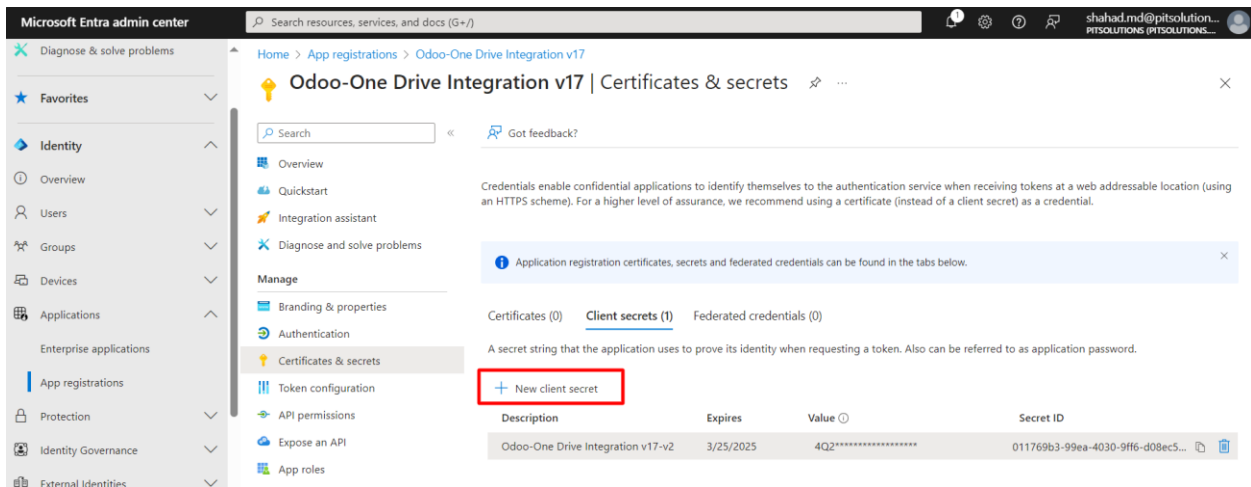 Microsoft Entra admin center
Search resources, services, and docs (G+/)
1
shahad.md@pitsolution...
PITSOLUTIONS (PITSOLUTIONS....
Diagnose & solve problems
Favorites
Identity
Overview
Users
Groups
Devices
Applications
Enterprise applications
App registrations
Protection
Identity Governance
External Identities
Home > App registrations > Odoo-One Drive Integration v17
Odoo-One Drive Integration v17 | Certificates & secrets
Search
Overview
Quickstart
Integration assistant
Diagnose and solve problems
Manage
Branding & properties
Authentication
Certificates & secrets
Token configuration
API permissions
Expose an API
App roles
Got feedback?
Credentials enable confidential applications to identify themselves to the authentication service when receiving tokens at a web addressable location (using
an HTTPS scheme). For a higher level of assurance, we recommend using a certificate (instead of a client secret) as a credential.
Application registration certificates, secrets and federated credentials can be found in the tabs below.
Certificates (0) Client secrets (1) Federated credentials (0)
A secret string that the application uses to prove its identity when requesting a token. Also can be referred to as application password.
+ New client secret
Description Expires Value Secret ID
Odoo-One Drive Integration v17-v2 3/25/2025 4Q2****************** 011769b3-99ea-4030-9ff6-d08ec5...